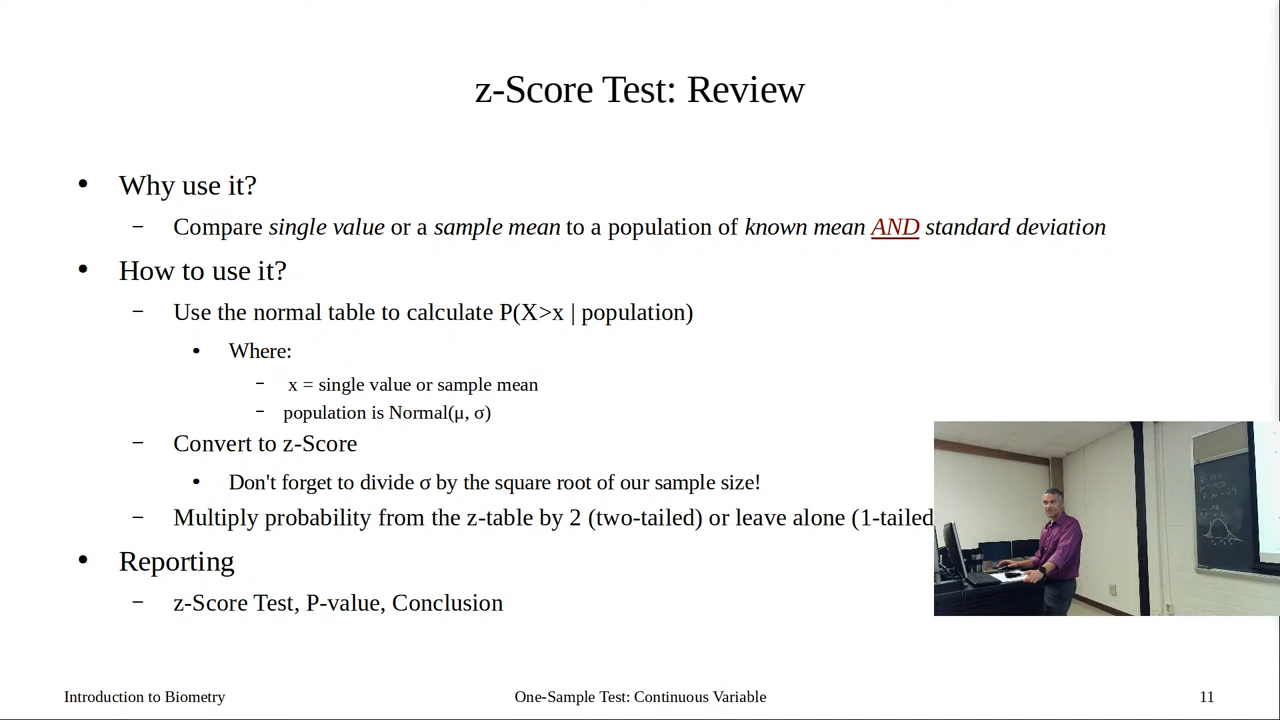 z-Score Test: Review
• Why use it?
– Compare single value or a sample mean to a population of known mean AND standard deviation
• How to use it?
– Use the normal table to calculate P(X>x | population)
• Where:
– x = single value or sample mean
– population is Normal(μ, σ)
– Convert to z-Score
• Don't forget to divide σ by the square root of our sample size!
– Multiply probability from the z-table by 2 (two-tailed) or leave alone (1-tailed
• Reporting
– z-Score Test, P-value, Conclusion
Introduction to Biometry
One-Sample Test: Continuous Variable
11